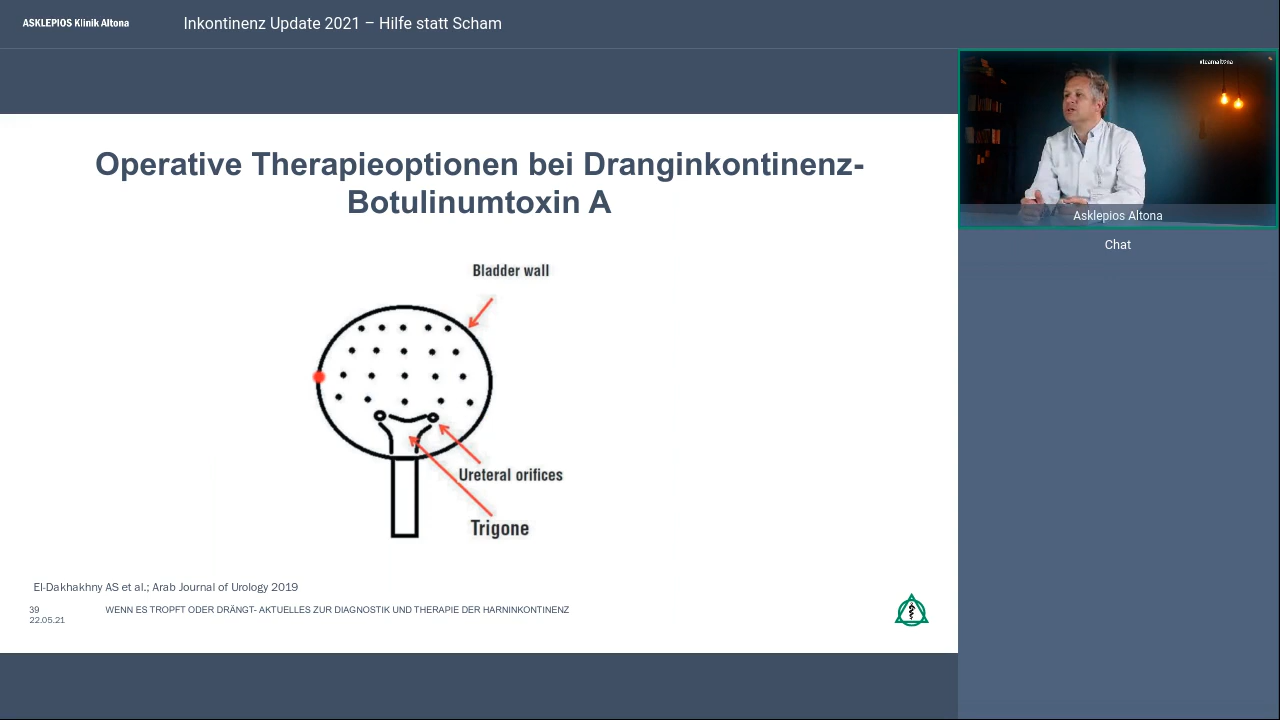 ASKLEPIOS Klinik Altona
Inkontinenz Update 2021 – Hilfe statt Scham
#teamaltona
Asklepios Altona
Chat
Operative Therapieoptionen bei Dranginkontinenz-
Botulinumtoxin A
Bladder wall
Ureteral orifices
Trigone
El-Dakhakhny AS et al.; Arab Journal of Urology 2019
39 WENN ES TROPFT ODER DRÄNGT- AKTUELLES ZUR DIAGNOSTIK UND THERAPIE DER HARNINKONTINENZ
22.05.21